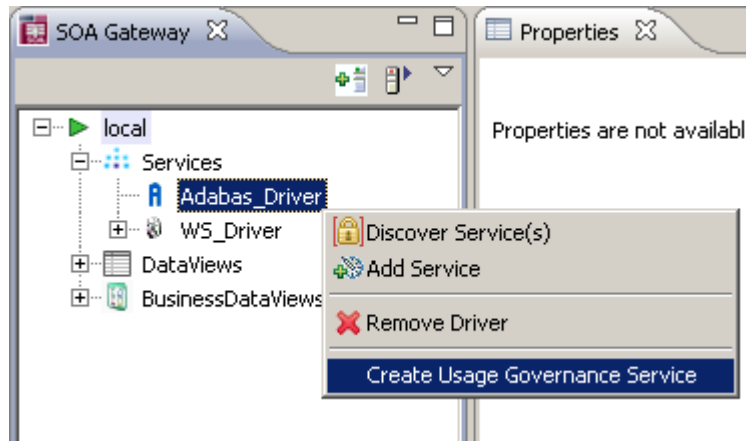 SOA Gateway
Properties
local
Properties are not availabl
Services
Adabas_Driver
WS_Driver
Discover Service(s)
DataViews
Add Service
BusinessDataViews
Remove Driver
Create Usage Governance Service